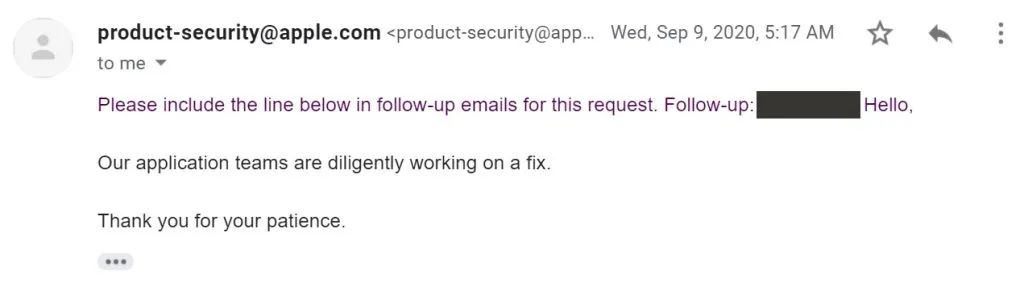 product-security@apple.com <product-security@app... Wed, Sep 9, 2020, 5:17 AM
to me
Please include the line below in follow-up emails for this request. Follow-up: Hello,
Our application teams are diligently working on a fix.
Thank you for your patience.